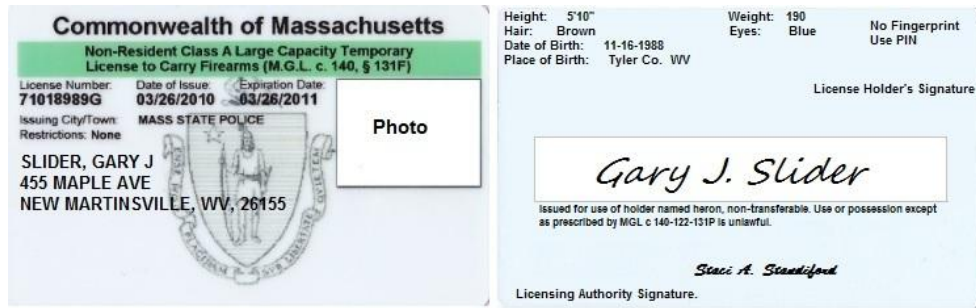 Commonwealth of Massachusetts
Non-Resident Class A Large Capacity Temporary
License to Carry Firearms (M.G.L. c. 140, § 131F)
License Number: Date of Issue: Expiration Date:
71018989G 03/26/2010 03/26/2011
Issuing City/Town: MASS STATE POLICE
Restrictions: None
Photo
SLIDER, GARY J
455 MAPLE AVE
NEW MARTINSVILLE, WV, 26155
Height: 5'10" Weight: 190
Hair: Brown Eyes: Blue
No Fingerprint
Use PIN
Date of Birth: 11-16-1988
Place of Birth: Tyler Co. WV
License Holder's Signature
Gary J. Slider
Issued for use of holder named heron, non-transferable. Use or possession except
as prescribed by MGL c 140-122-131P is unlawful.
Staci A. Standiford
Licensing Authority Signature.